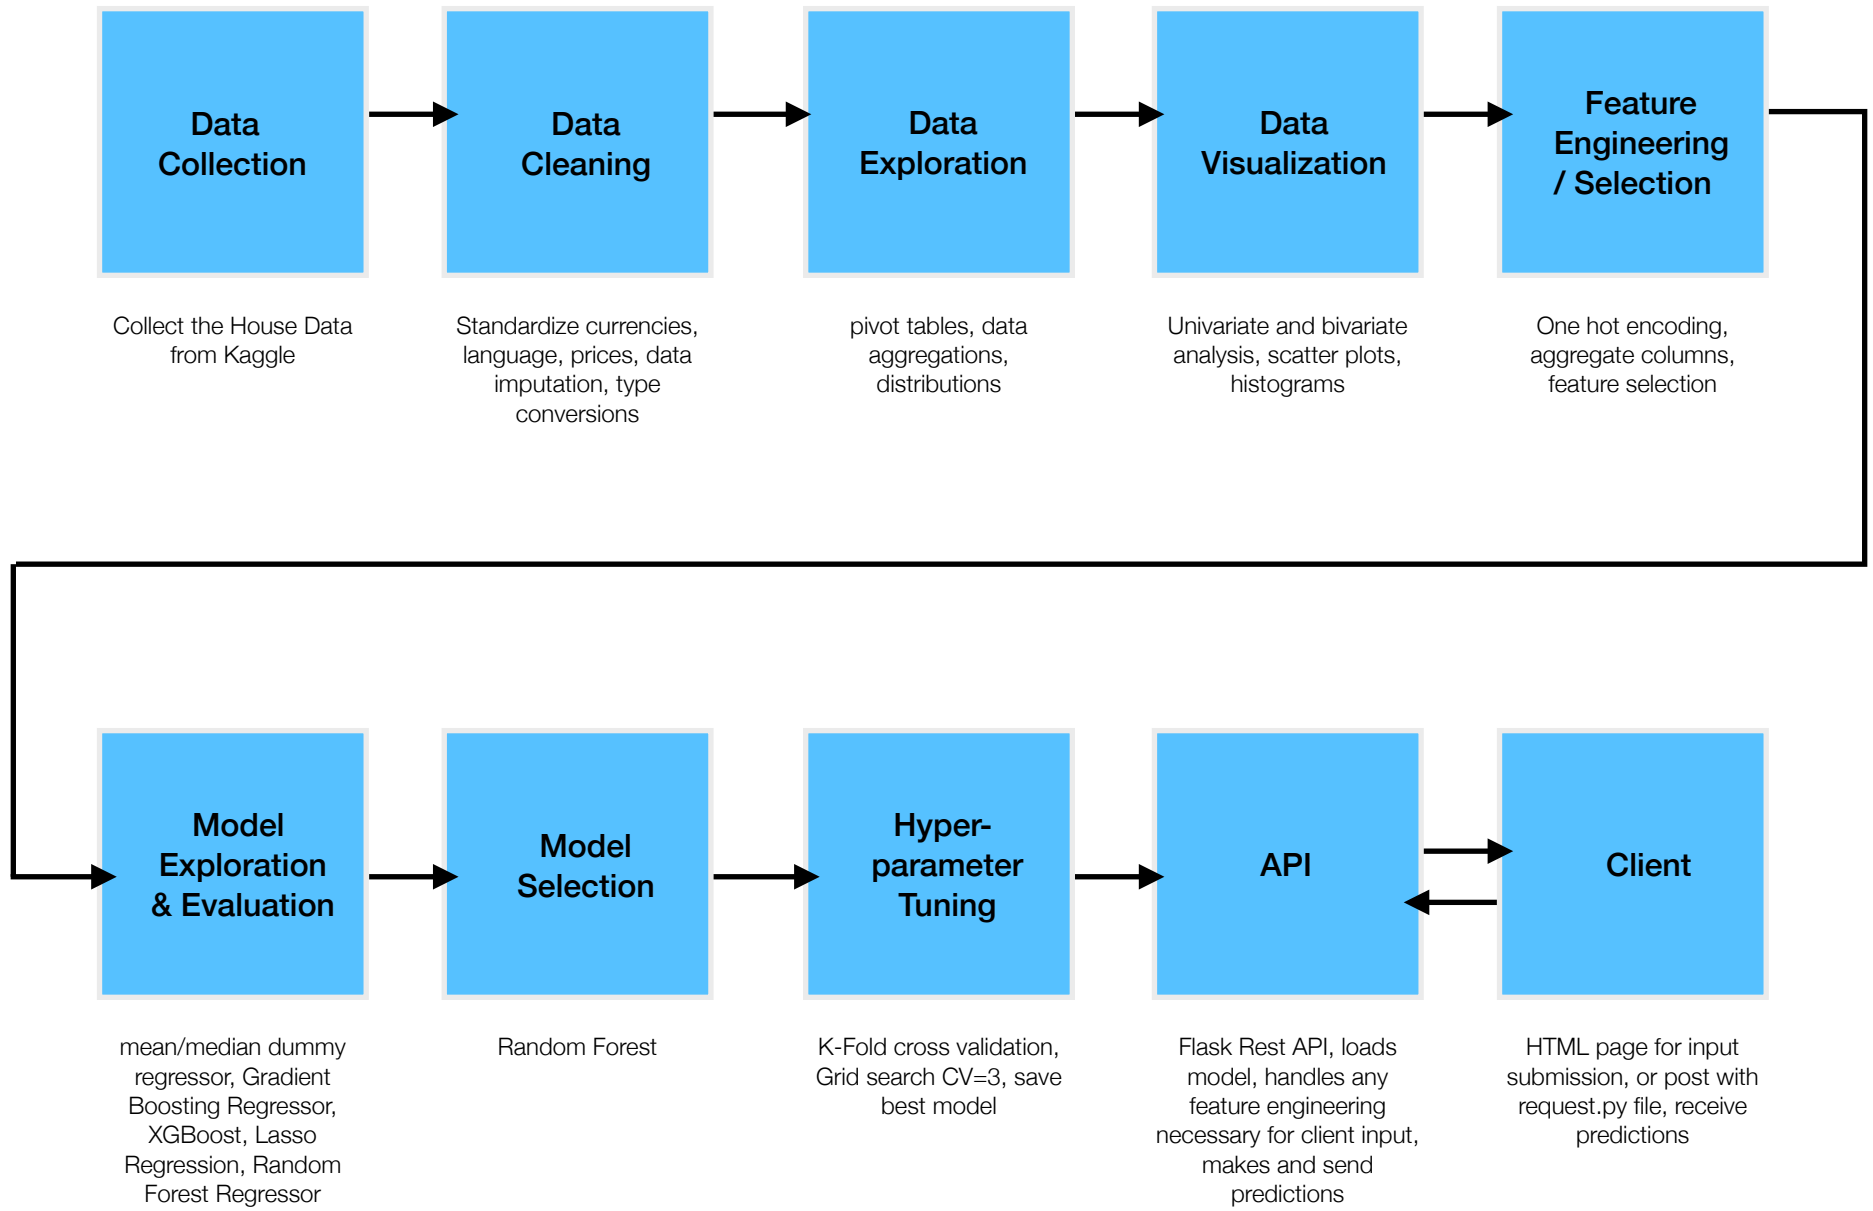 Data
Collection
Data
Cleaning
Data
Exploration
Data
Visualization
Feature
Engineering
/ Selection
Collect the House Data
from Kaggle
Standardize currencies,
language, prices, data
imputation, type
conversions
pivot tables, data
aggregations,
distributions
Univariate and bivariate
analysis, scatter plots,
histograms
One hot encoding,
aggregate columns,
feature selection
Model
Exploration
& Evaluation
Model
Selection
Hyper-
parameter
Tuning
API
Client
mean/median dummy
regressor, Gradient
Boosting Regressor,
XGBoost, Lasso
Regression, Random
Forest Regressor
Random Forest
K-Fold cross validation,
Grid search CV=3, save
best model
Flask Rest API, loads
model, handles any
feature engineering
necessary for client input,
makes and send
predictions
HTML page for input
submission, or post with
request.py file, receive
predictions